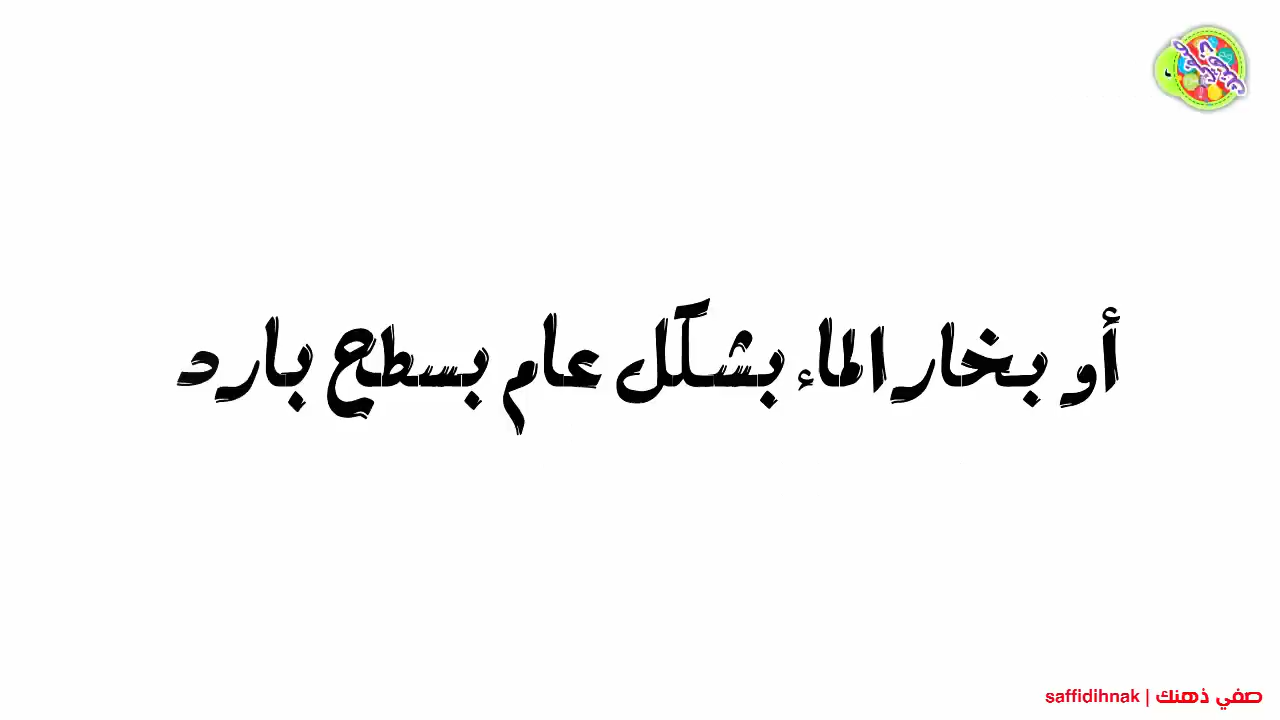 أو بخار الماء بشكل عام بسطح بارد
صفي ذهنك | saffidihnak